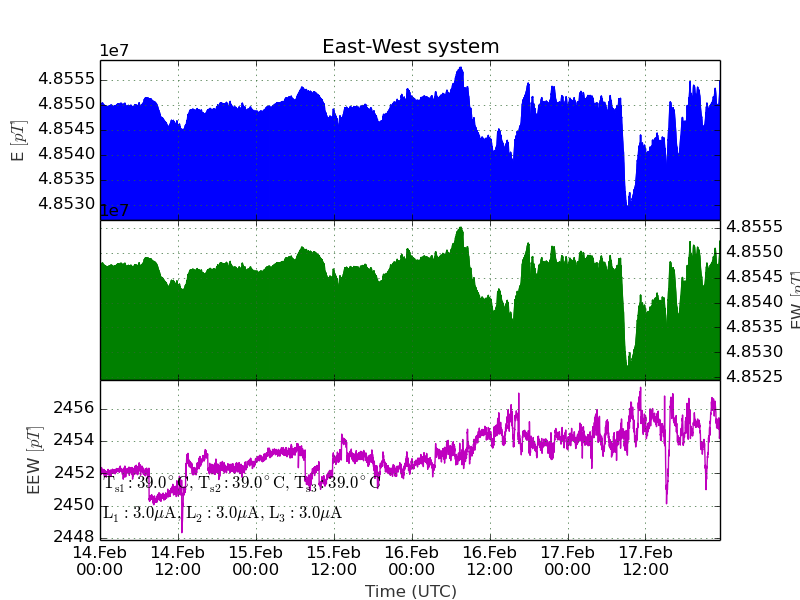 East-West system
1e7
4.8555
4.8550
4.8545
4.8540
4.8535
4.8530
E [pT]
1e7
4.8555
4.8550
4.8545
4.8540
4.8535
4.8530
4.8525
EW [pT]
2456
2454
2452
2450
2448
EEW [pT]
T_s1 : 39.0°C, T_s2 : 39.0°C, T_s3 : 39.0°C
L_1 : 3.0μA, L_2 : 3.0μA, L_3 : 3.0μA
14.Feb 14.Feb 15.Feb 15.Feb 16.Feb 16.Feb 17.Feb 17.Feb
00:00 12:00 00:00 12:00 00:00 12:00 00:00 12:00
Time (UTC)